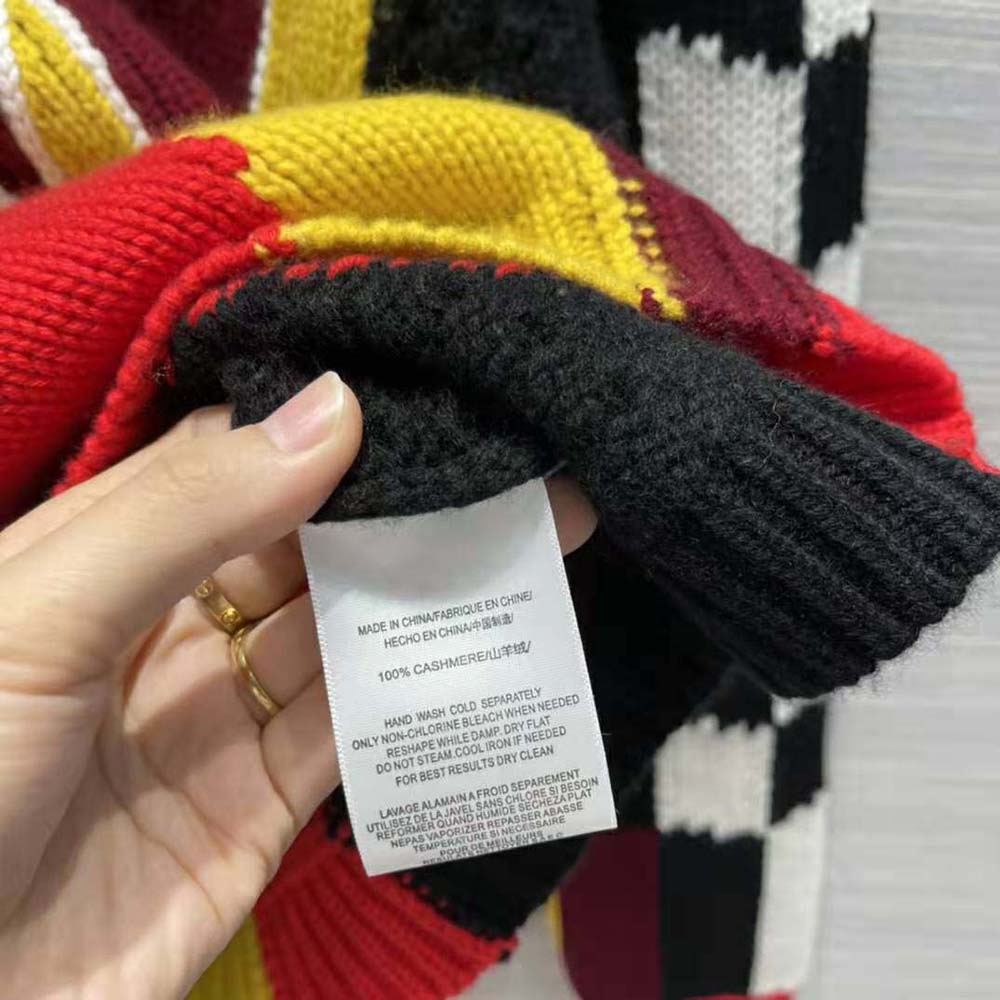 MADE IN CHINA/FABRIQUE EN CHINE/
HECHO EN CHINA/中国制造/
100% CASHMERE/山羊绒/
HAND WASH COLD SEPARATELY
ONLY NON-CHLORINE BLEACH WHEN NEEDED
RESHAPE WHILE DAMP. DRY FLAT
DO NOT STEAM.COOL IRON IF NEEDED
FOR BEST RESULTS DRY CLEAN
LAVAGE ALAMAIN A FROID SEPAREMENT
UTILISEZ DE LA JAVEL SANS CHLORE SI BESOIN
REFORMER QUAND HUMIDE SECHEZA PLAT
NEPAS VAPORIZER REPASSER ABASSE
TEMPERATURE SI NECESSAIRE
POUR DE MEILLEURS